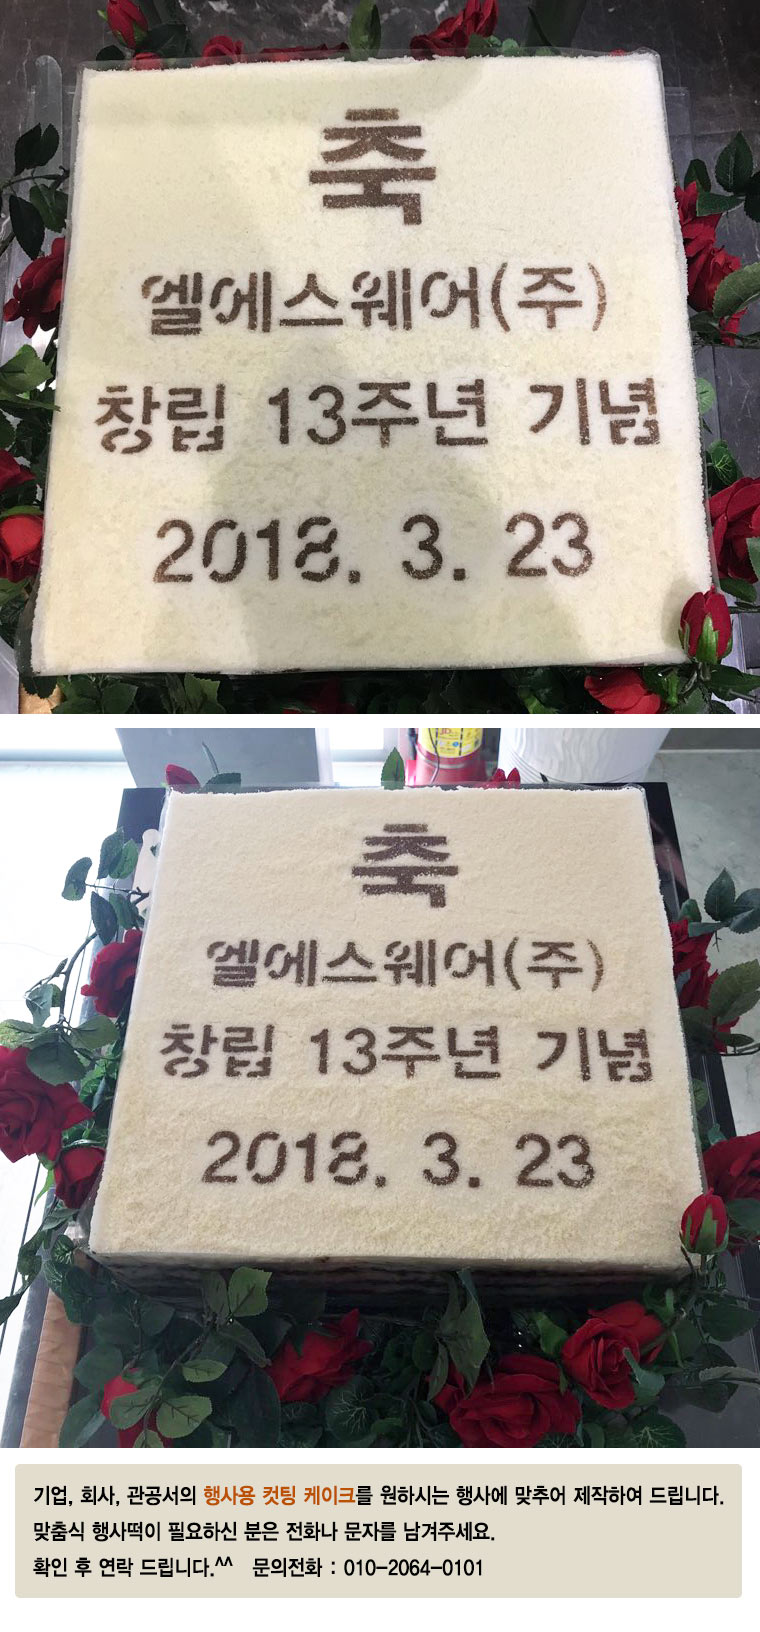 축
엘에스웨어(주)
창립 13주년 기념
2018. 3. 23
축
엘에스웨어(주)
창립 13주년 기념
2018. 3. 23
기업, 회사, 관공서의 행사용 컷팅 케이크를 원하시는 행사에 맞추어 제작하여 드립니다.
맞춤식 행사떡이 필요하신 분은 전화나 문자를 남겨주세요.
확인 후 연락 드립니다.^^ 문의전화 : 010-2064-0101